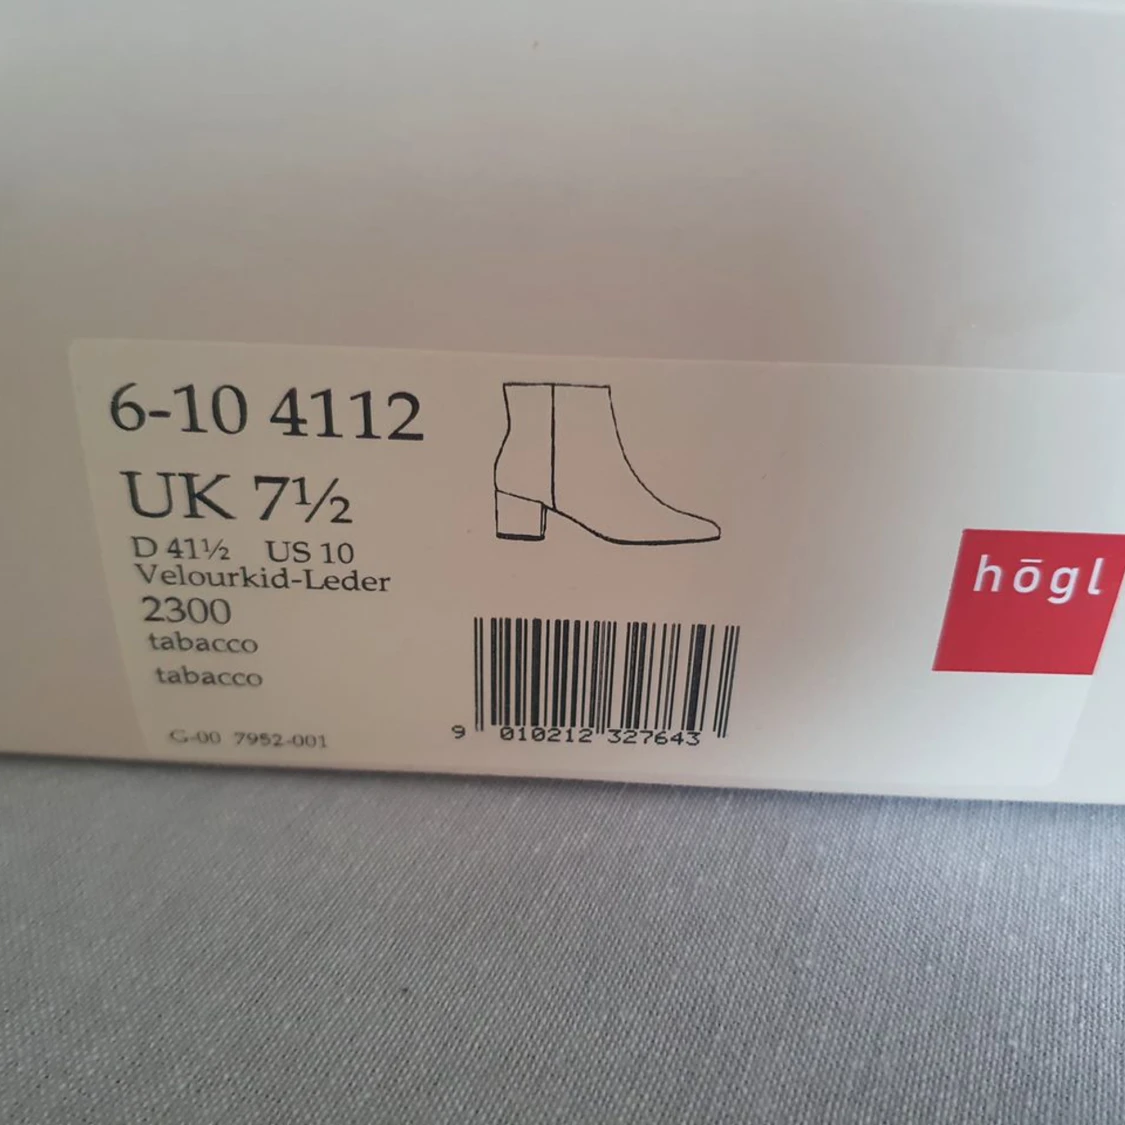 6-10 4112
UK 7½
D 41½ US 10
Velourkid-Leder
2300
tabacco
tabacco
G-00 7952-001
9 010212 327643
hōgl